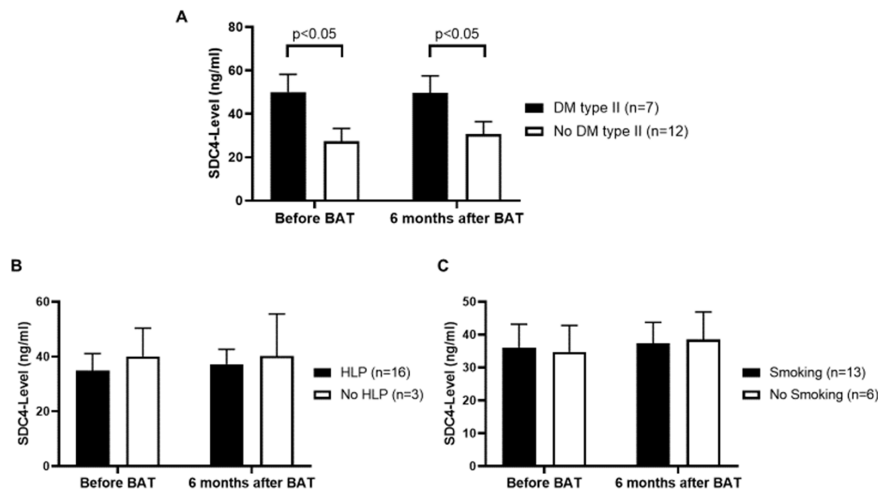 A
p<0.05
p<0.05
SDC4-Level (ng/ml)
80
60
40
20
0
Before BAT
6 months after BAT
DM type II (n=7)
No DM type II (n=12)
B
SDC4-Level (ng/ml)
60
40
20
0
Before BAT
6 months after BAT
HLP (n=16)
No HLP (n=3)
C
SDC4-Level (ng/ml)
50
40
30
20
10
0
Before BAT
6 months after BAT
Smoking (n=13)
No Smoking (n=6)